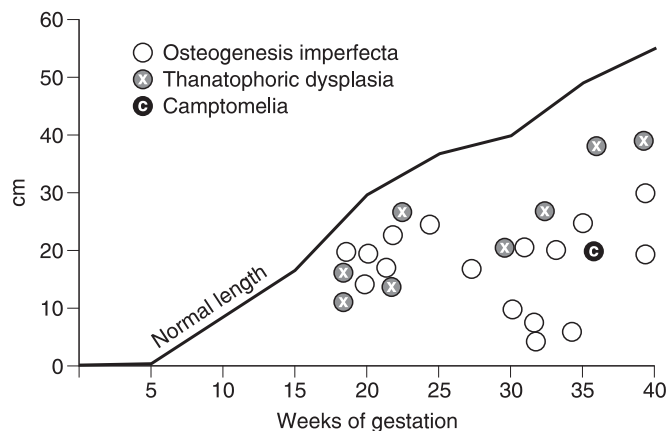 60
50
40
30
20
10
0
cm
Osteogenesis imperfecta
X Thanatophoric dysplasia
C Camptomelia
Normal length
X
X
X
X
X
X
X
X
C
5 10 15 20 25 30 35 40
Weeks of gestation